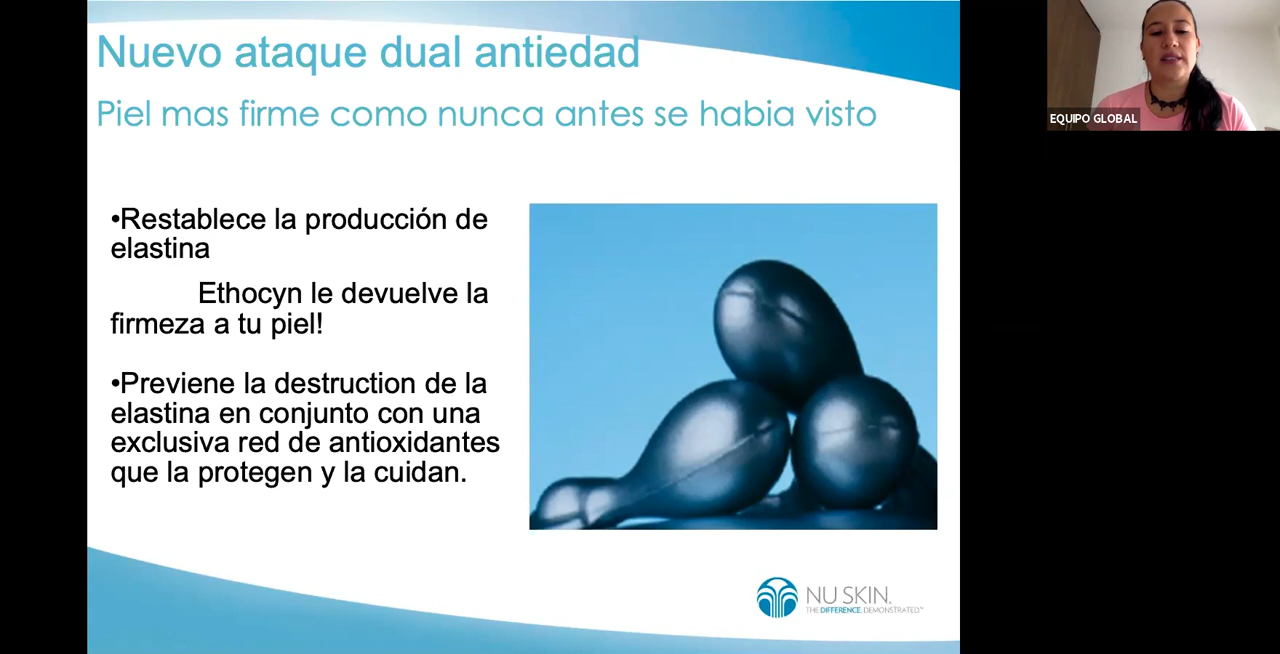 Nuevo ataque dual antiedad
Piel mas firme como nunca antes se habia visto
•Restablece la producción de
elastina
Ethocyn le devuelve la
firmeza a tu piel!
•Previene la destruction de la
elastina en conjunto con una
exclusiva red de antioxidantes
que la protegen y la cuidan.
NU SKIN.
THE DIFFERENCE. DEMONSTRATED.™
EQUIPO GLOBAL